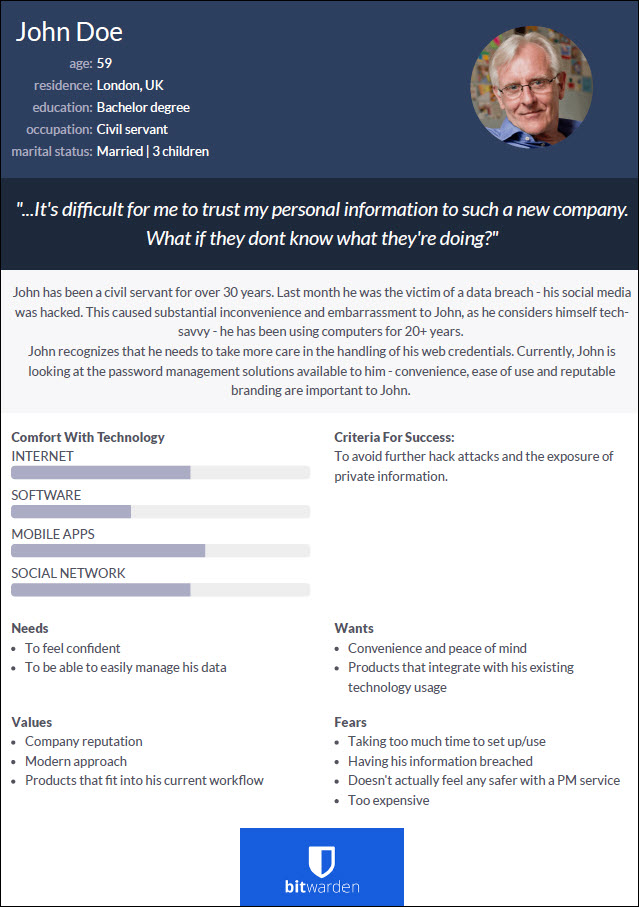 John Doe
age: 59
residence: London, UK
education: Bachelor degree
occupation: Civil servant
marital status: Married | 3 children
"...It's difficult for me to trust my personal information to such a new company.
What if they dont know what they're doing?"
John has been a civil servant for over 30 years. Last month he was the victim of a data breach - his social media
was hacked. This caused substantial inconvenience and embarrassment to John, as he considers himself tech-
savvy - he has been using computers for 20+ years.
John recognizes that he needs to take more care in the handling of his web credentials. Currently, John is
looking at the password management solutions available to him - convenience, ease of use and reputable
branding are important to John.
Comfort With Technology
INTERNET
SOFTWARE
MOBILE APPS
SOCIAL NETWORK
Criteria For Success:
To avoid further hack attacks and the exposure of
private information.
Needs
• To feel confident
• To be able to easily manage his data
Wants
• Convenience and peace of mind
• Products that integrate with his existing
technology usage
Values
• Company reputation
• Modern approach
• Products that fit into his current workflow
Fears
• Taking too much time to set up/use
• Having his information breached
• Doesn't actually feel any safer with a PM service
• Too expensive
bitwarden